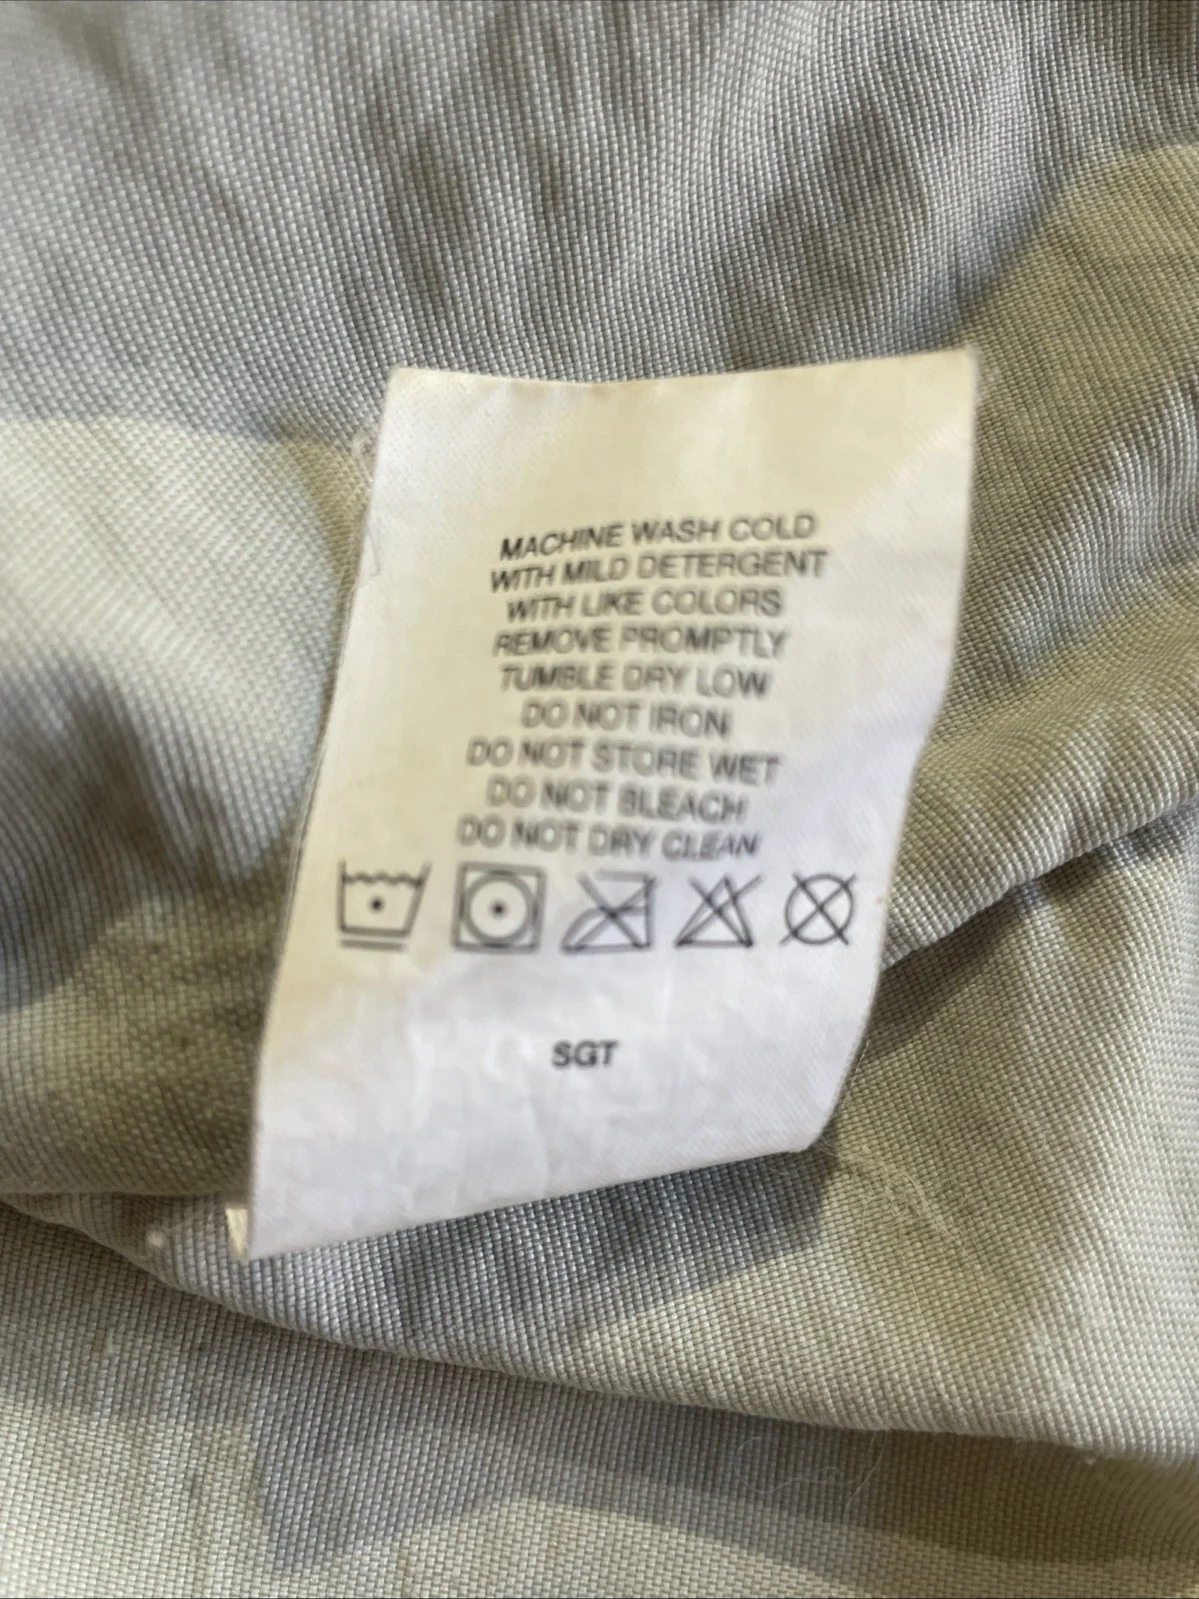 MACHINE WASH COLD
WITH MILD DETERGENT
WITH LIKE COLORS
REMOVE PROMPTLY
TUMBLE DRY LOW
DO NOT IRON
DO NOT STORE WET
DO NOT BLEACH
DO NOT DRY CLEAN
SGT